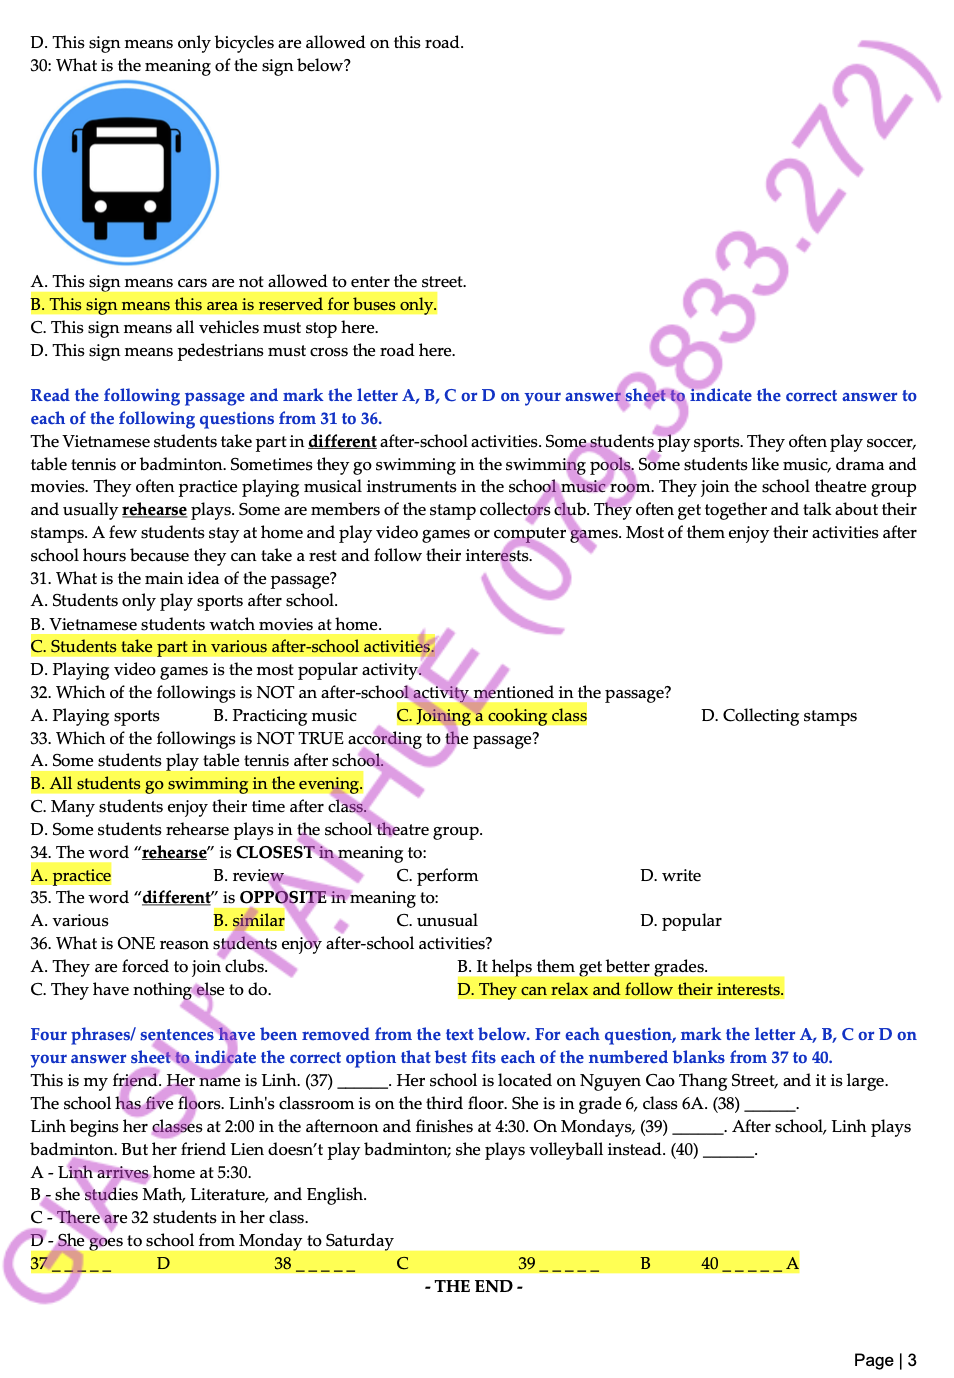 D. This sign means only bicycles are allowed on this road.
30: What is the meaning of the sign below?
A. This sign means cars are not allowed to enter the street.
B. This sign means this area is reserved for buses only.
C. This sign means all vehicles must stop here.
D. This sign means pedestrians must cross the road here.
Read the following passage and mark the letter A, B, C or D on your answer sheet to indicate the correct answer to
each of the following questions from 31 to 36.
The Vietnamese students take part in different after-school activities. Some students play sports. They often play soccer,
table tennis or badminton. Sometimes they go swimming in the swimming pools. Some students like music, drama and
movies. They often practice playing musical instruments in the school music room. They join the school theatre group
and usually rehearse plays. Some are members of the stamp collectors club. They often get together and talk about their
stamps. A few students stay at home and play video games or computer games. Most of them enjoy their activities after
school hours because they can take a rest and follow their interests.
31. What is the main idea of the passage?
A. Students only play sports after school.
B. Vietnamese students watch movies at home.
C. Students take part in various after-school activities.
D. Playing video games is the most popular activity.
32. Which of the followings is NOT an after-school activity mentioned in the passage?
A. Playing sports B. Practicing music C. Joining a cooking class D. Collecting stamps
33. Which of the followings is NOT TRUE according to the passage?
A. Some students play table tennis after school.
B. All students go swimming in the evening.
C. Many students enjoy their time after class.
D. Some students rehearse plays in the school theatre group.
34. The word “rehearse” is CLOSEST in meaning to:
A. practice B. review C. perform D. write
35. The word “different” is OPPOSITE in meaning to:
A. various B. similar C. unusual D. popular
36. What is ONE reason students enjoy after-school activities?
A. They are forced to join clubs. B. It helps them get better grades.
C. They have nothing else to do. D. They can relax and follow their interests.
Four phrases/ sentences have been removed from the text below. For each question, mark the letter A, B, C or D on
your answer sheet to indicate the correct option that best fits each of the numbered blanks from 37 to 40.
This is my friend. Her name is Linh. (37) ______. Her school is located on Nguyen Cao Thang Street, and it is large.
The school has five floors. Linh's classroom is on the third floor. She is in grade 6, class 6A. (38) ______.
Linh begins her classes at 2:00 in the afternoon and finishes at 4:30. On Mondays, (39) ______. After school, Linh plays
badminton. But her friend Lien doesn’t play badminton; she plays volleyball instead. (40) ______.
A - Linh arrives home at 5:30.
B - she studies Math, Literature, and English.
C - There are 32 students in her class.
D - She goes to school from Monday to Saturday
37 _ _ _ _ _ D 38 _ _ _ _ _ C 39 _ _ _ _ _ B 40 _ _ _ _ _ A
- THE END -
Page | 3
GIA SƯ TẠI HUẾ (079.3833.272)